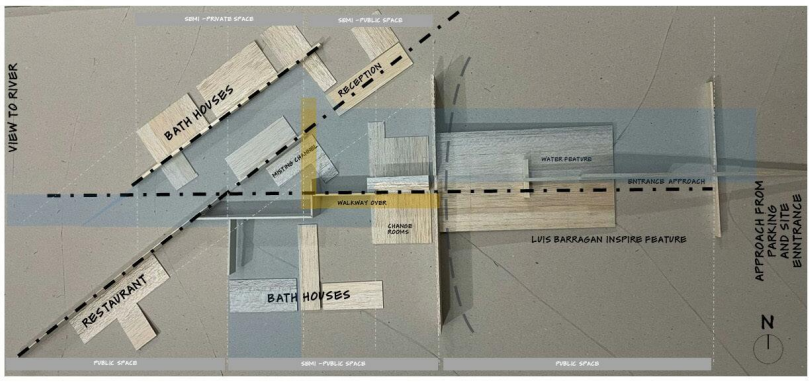 SEMI -PRIVATE SPACE
SEMI -PUBLIC SPACE
VIEW TO RIVER
BATH HOUSES
RECEPTION
MISTING CHANNEL
WATER FEATURE
ENTRANCE APPROACH
WALKWAY OVER
CHANGE
ROOMS
LUIS BARRAGAN INSPIRE FEATURE
APPROACH FROM
PARKING
AND SITE
ENNTRANCE
RESTAURANT
BATH HOUSES
N
PUBLIC SPACE
SEMI -PUBLIC SPACE
PUBLIC SPACE